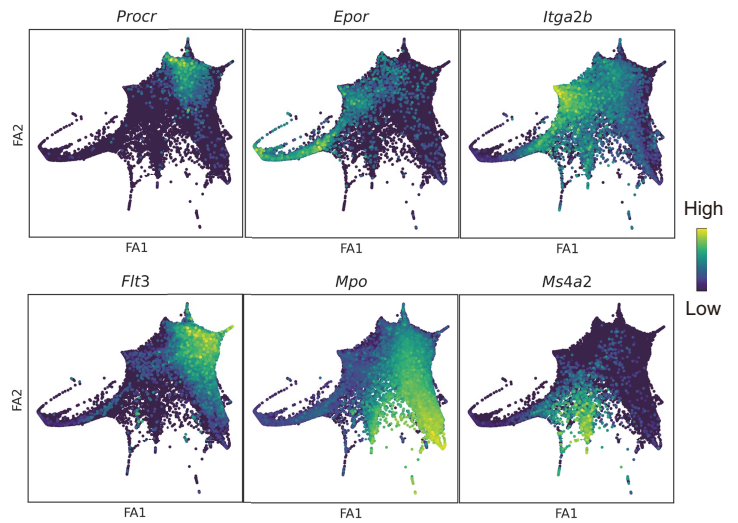 Procr
Epor
Itga2b
FA2
FA1
FA1
FA1
High
Low
Flt3
Mpo
Ms4a2
FA2
FA1
FA1
FA1